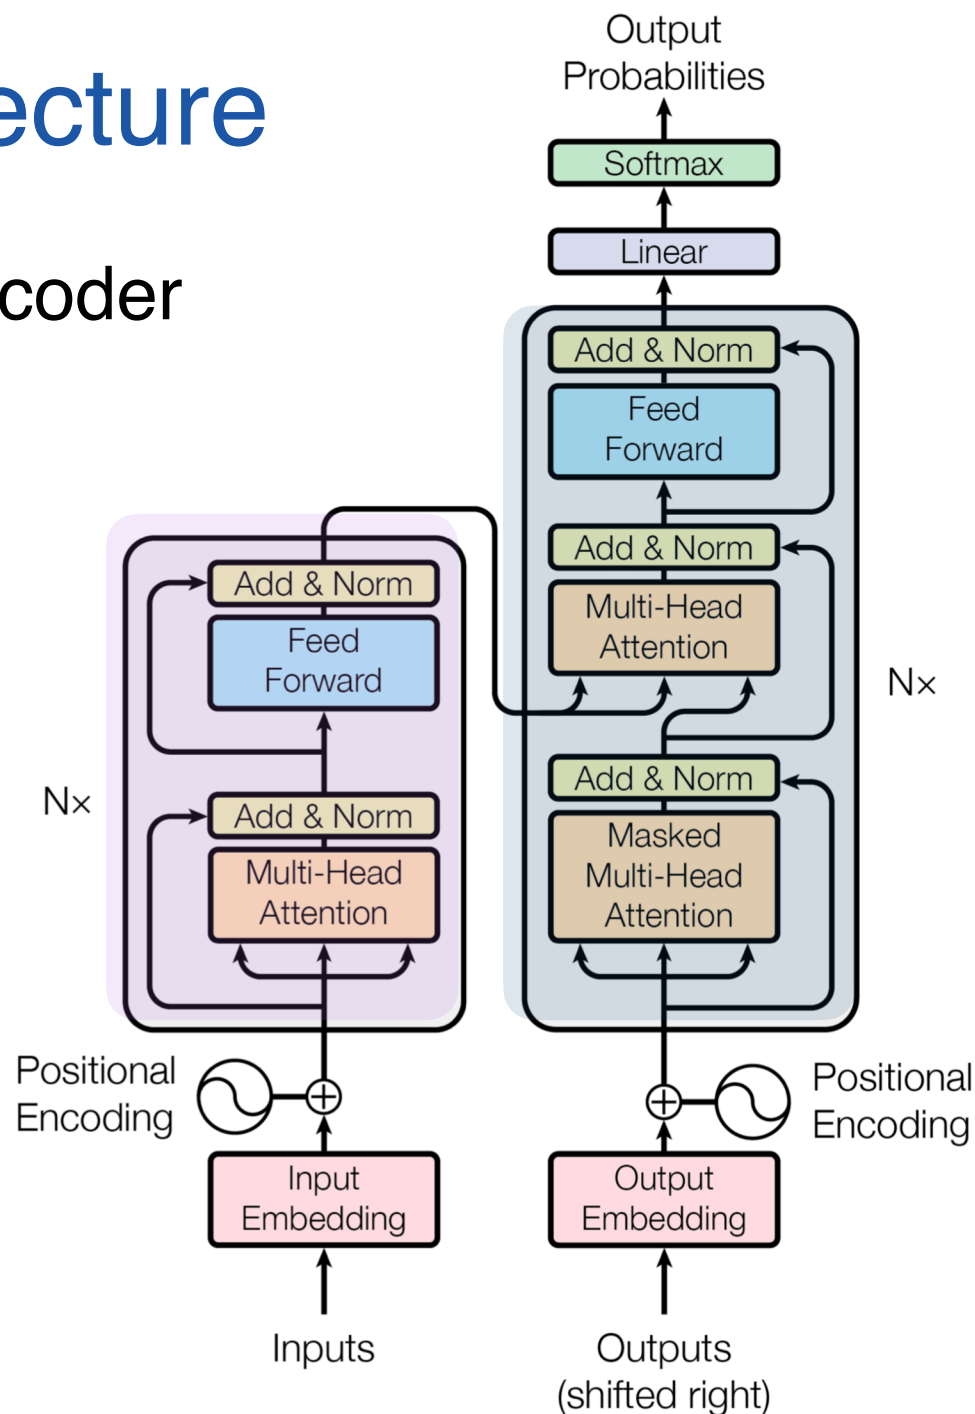 ecture
coder
Output
Probabilities
Softmax
Linear
Add & Norm
Feed
Forward
Add & Norm
Multi-Head
Attention
Nx
Add & Norm
Masked
Multi-Head
Attention
Positional
Encoding
Output
Embedding
Outputs
(shifted right)
Add & Norm
Feed
Forward
Nx
Add & Norm
Multi-Head
Attention
Positional
Encoding
Input
Embedding
Inputs